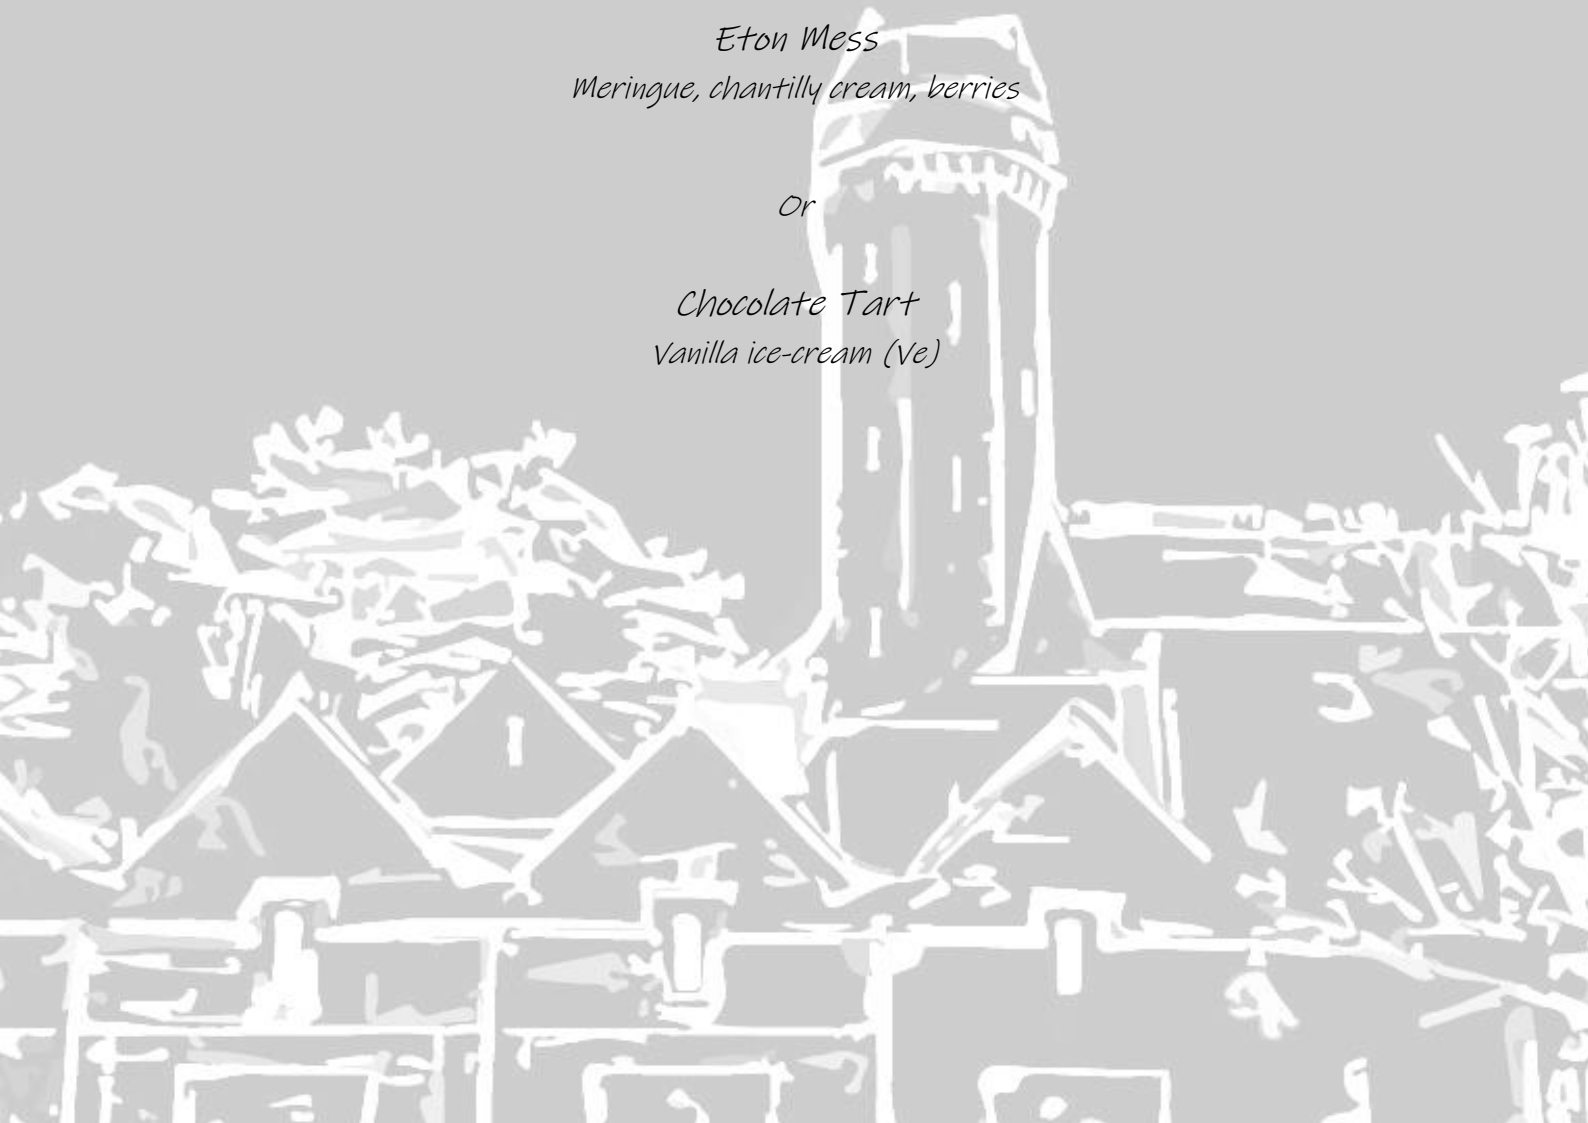 Eton Mess
Meringue, chantilly cream, berries
Or
Chocolate Tart
Vanilla ice-cream (Ve)